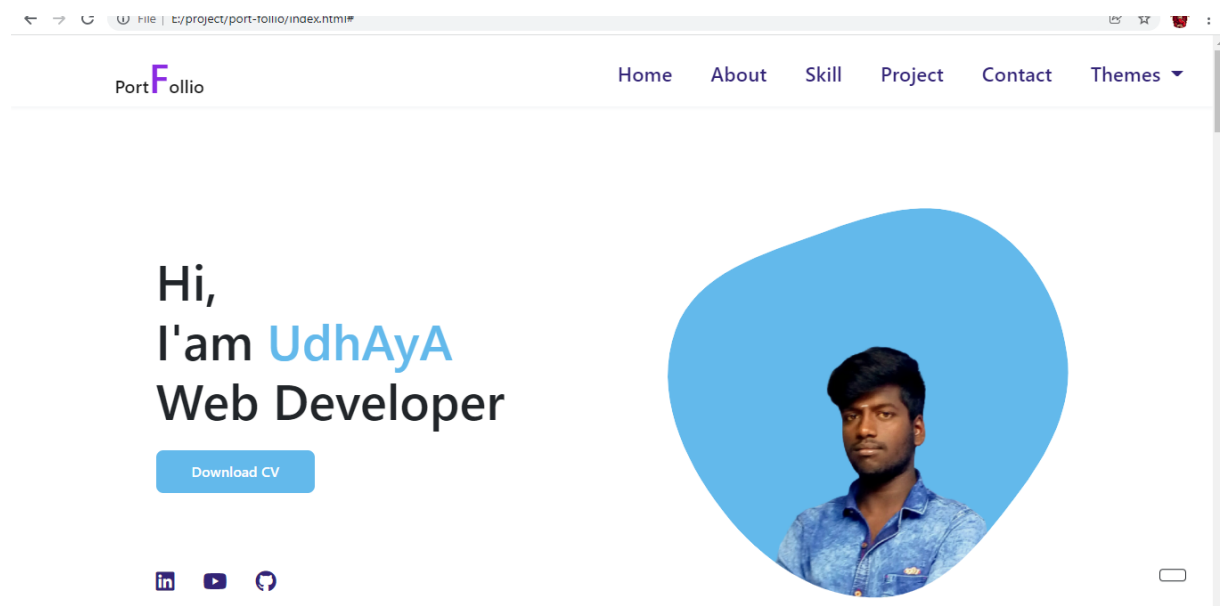 File | E:/project/port-follio/index.html#
PortFollio
Home About Skill Project Contact Themes
Hi,
I'am UdhAyA
Web Developer
Download CV
in